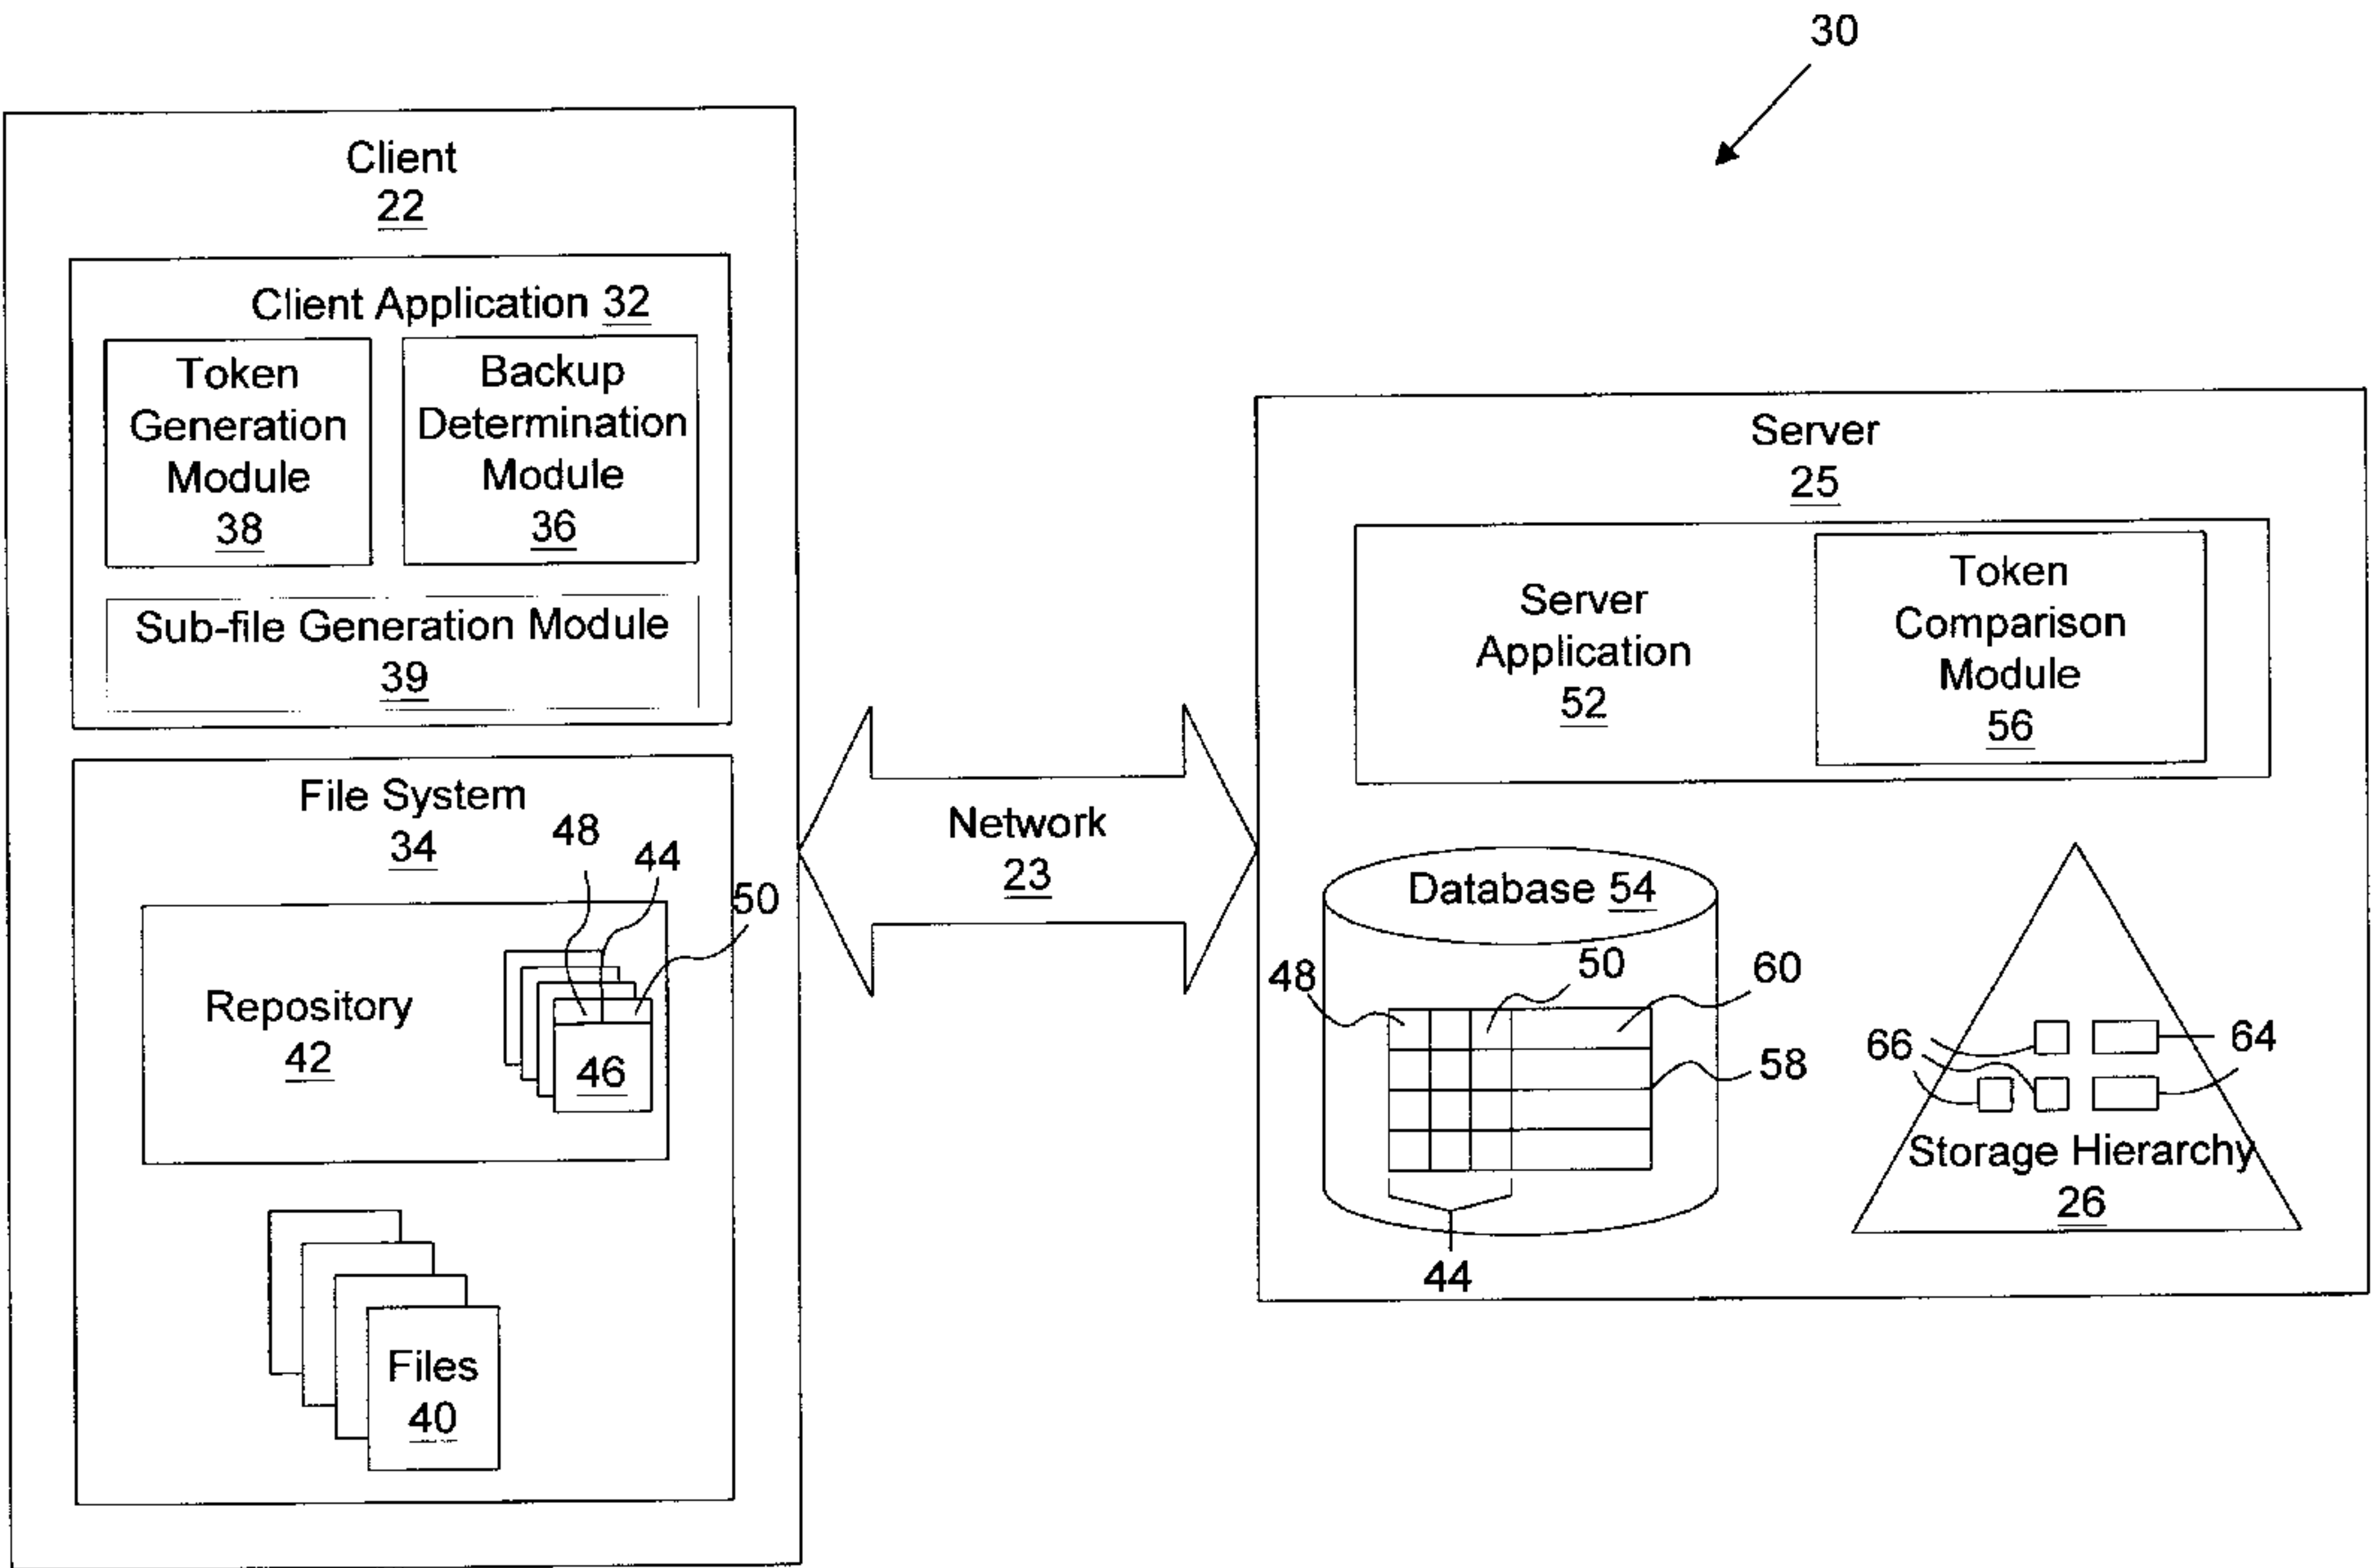 30
Client
22
Client Application 32
Token
Generation
Module
38
Backup
Determination
Module
36
Sub-file Generation Module
39
File System
34
48
44
50
Repository
42
46
Files
40
Network
23
Server
25
Server
Application
52
Token
Comparison
Module
56
Database 54
48
50
60
58
44
66
64
Storage Hierarchy
26